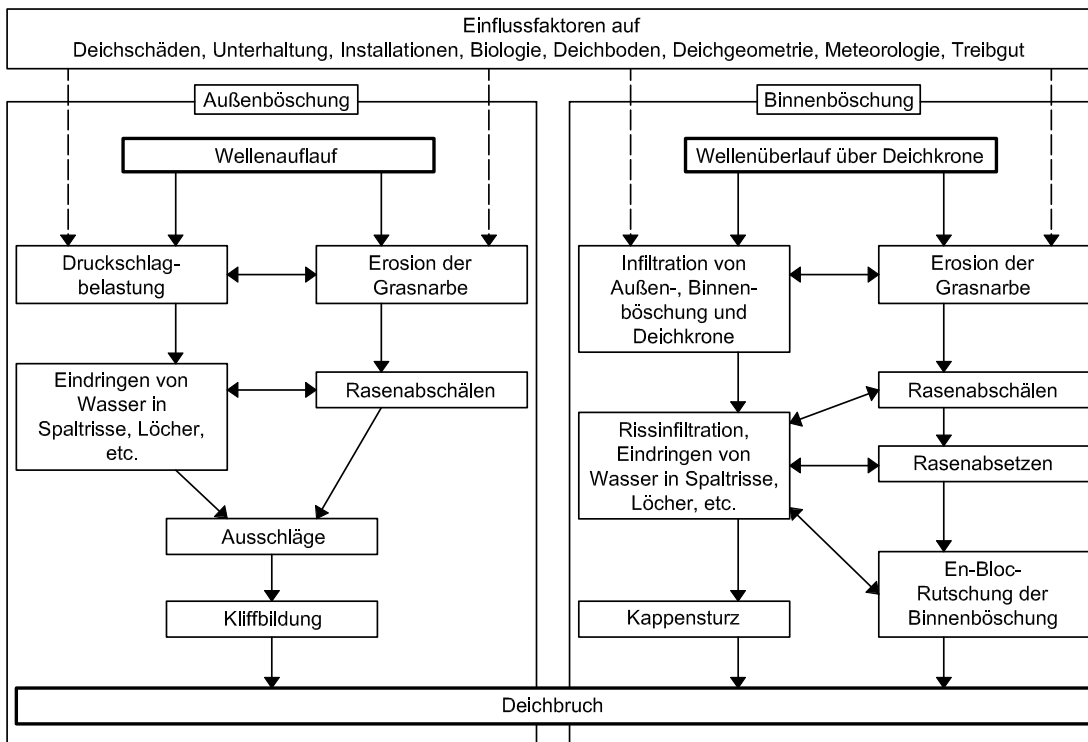 Einflussfaktoren auf
Deichschäden, Unterhaltung, Installationen, Biologie, Deichboden, Deichgeometrie, Meteorologie, Treibgut
Außenböschung
Wellenauflauf
Druckschlag-
belastung
Erosion der
Grasnarbe
Eindringen von
Wasser in
Spaltrisse, Löcher,
etc.
Rasenabschälen
Ausschläge
Kliffbildung
Binnenböschung
Wellenüberlauf über Deichkrone
Infiltration von
Außen-, Binnen-
böschung und
Deichkrone
Erosion der
Grasnarbe
Rasenabschälen
Rissinfiltration,
Eindringen von
Wasser in Spaltrisse,
Löcher, etc.
Rasenabsetzen
En-Bloc-
Rutschung der
Binnenböschung
Kappensturz
Deichbruch